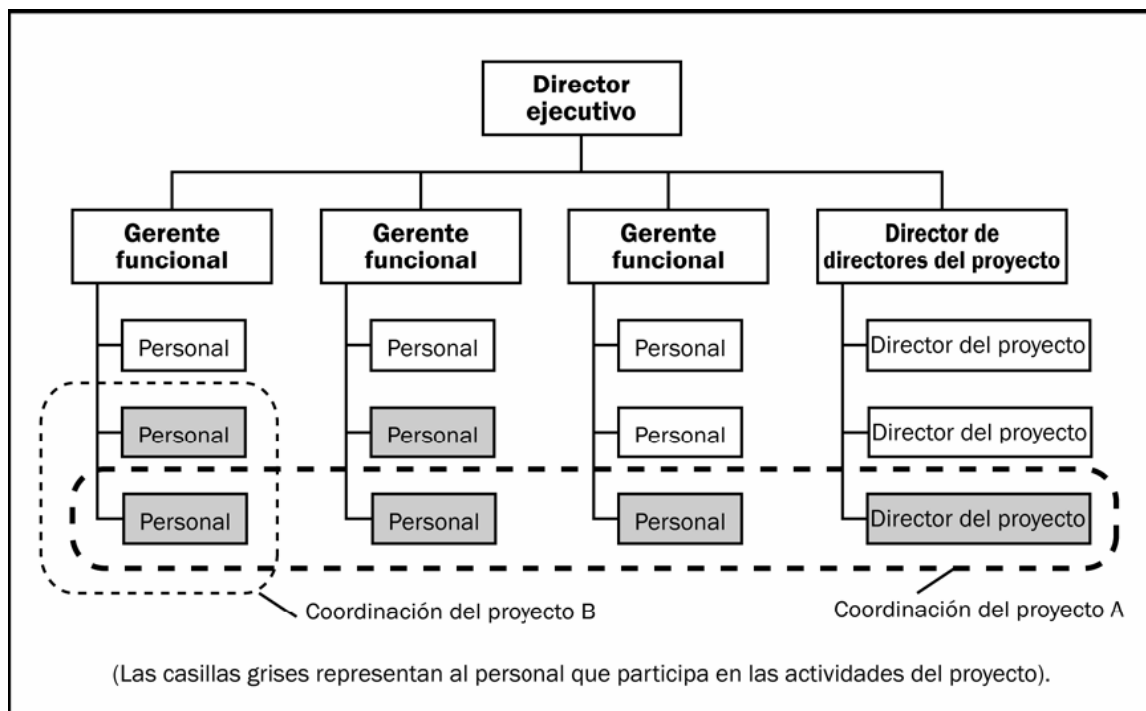 Director
ejecutivo
Gerente
funcional
Gerente
funcional
Gerente
funcional
Director de
directores del proyecto
Personal
Personal
Personal
Director del proyecto
Personal
Personal
Personal
Director del proyecto
Personal
Personal
Personal
Director del proyecto
Coordinación del proyecto B
Coordinación del proyecto A
(Las casillas grises representan al personal que participa en las actividades del proyecto).